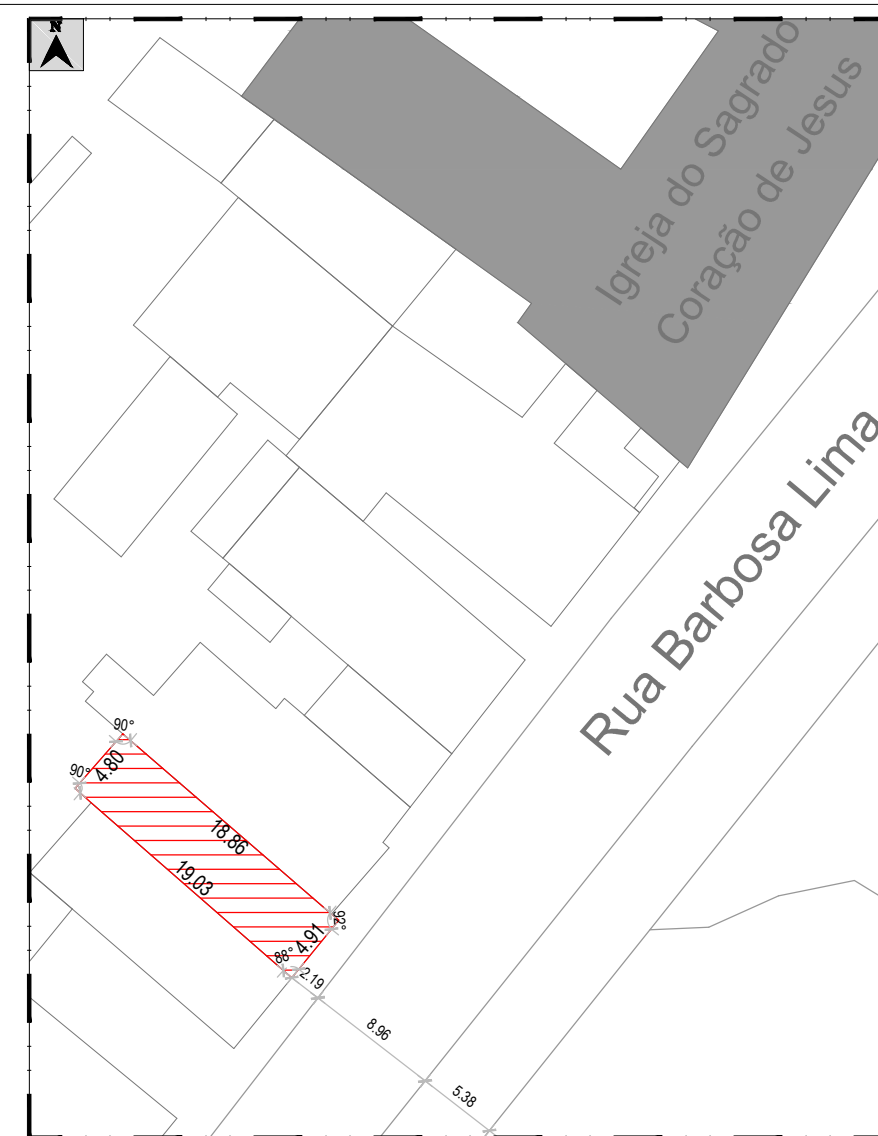 N
Igreja do Sagrado
Coração de Jesus
Rua Barbosa Lima
90°
4.80
90°
18.86
19.03
92°
4.91
88°
2.19
8.96
5.38